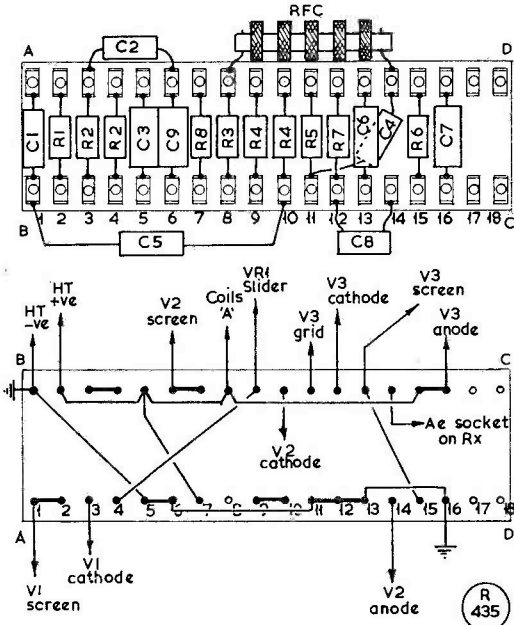 RFC
A
C2
D
C1
R1
R2
R2
C3
C9
R8
R3
R4
R4
R5
R7
C6
C4
R6
C7
1 2 3 4 5 6 7 8 9 10 11 12 13 14 15 16 17 18
B
C5
C8
C
HT -ve
HT +ve
V2 screen
Coils 'A'
VR1 Slider
V3 grid
V3 cathode
V3 screen
V3 anode
B
C
V2 cathode
Ae socket on Rx
1 2 3 4 5 6 7 8 9 10 11 12 13 14 15 16 17 18
A
D
V1 screen
V1 cathode
V2 anode
R 435